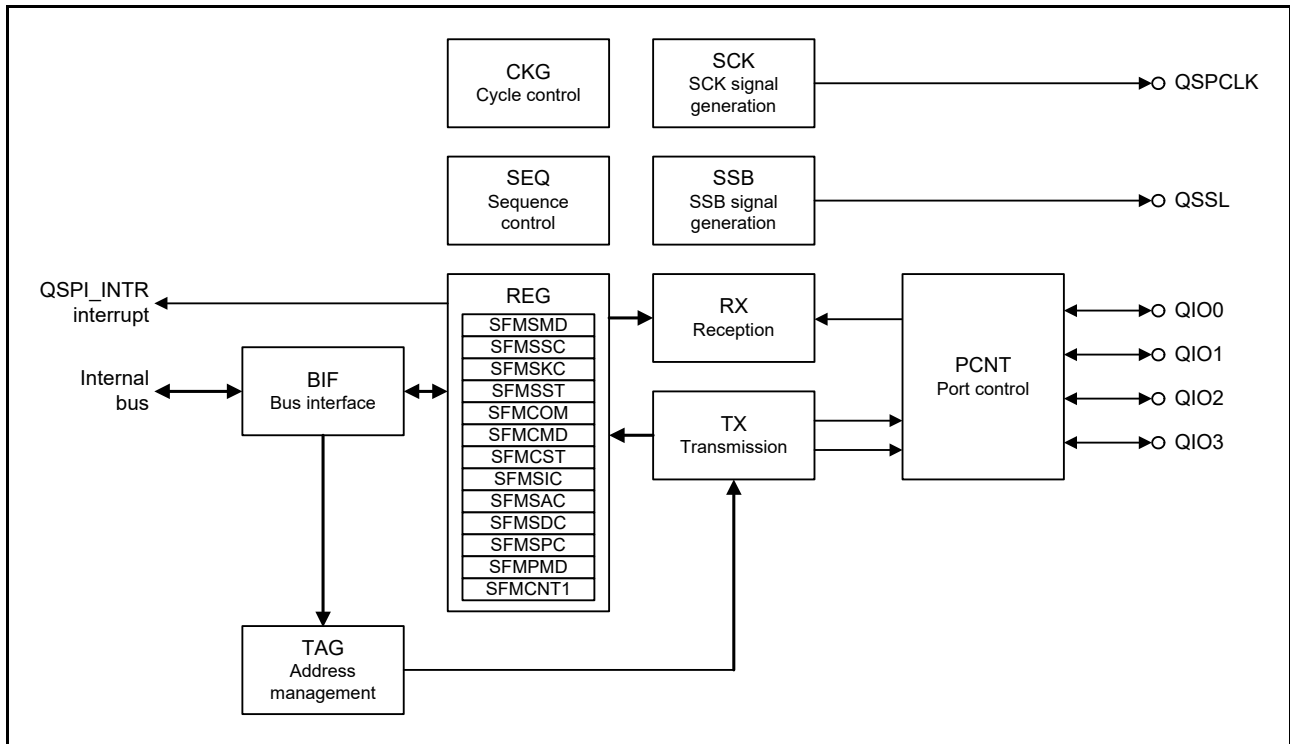 CKG
Cycle control
SCK
SCK signal
generation
QSPCLK
SEQ
Sequence
control
SSB
SSB signal
generation
QSSL
QSPI_INTR
interrupt
REG
SFMSMD
SFMSSC
SFMSKC
SFMSST
SFMCOM
SFMCMD
SFMCST
SFMSIC
SFMSAC
SFMSDC
SFMSPC
SFMPMD
SFMCNT1
RX
Reception
PCNT
Port control
QIO0
QIO1
QIO2
QIO3
Internal
bus
BIF
Bus interface
TX
Transmission
TAG
Address
management